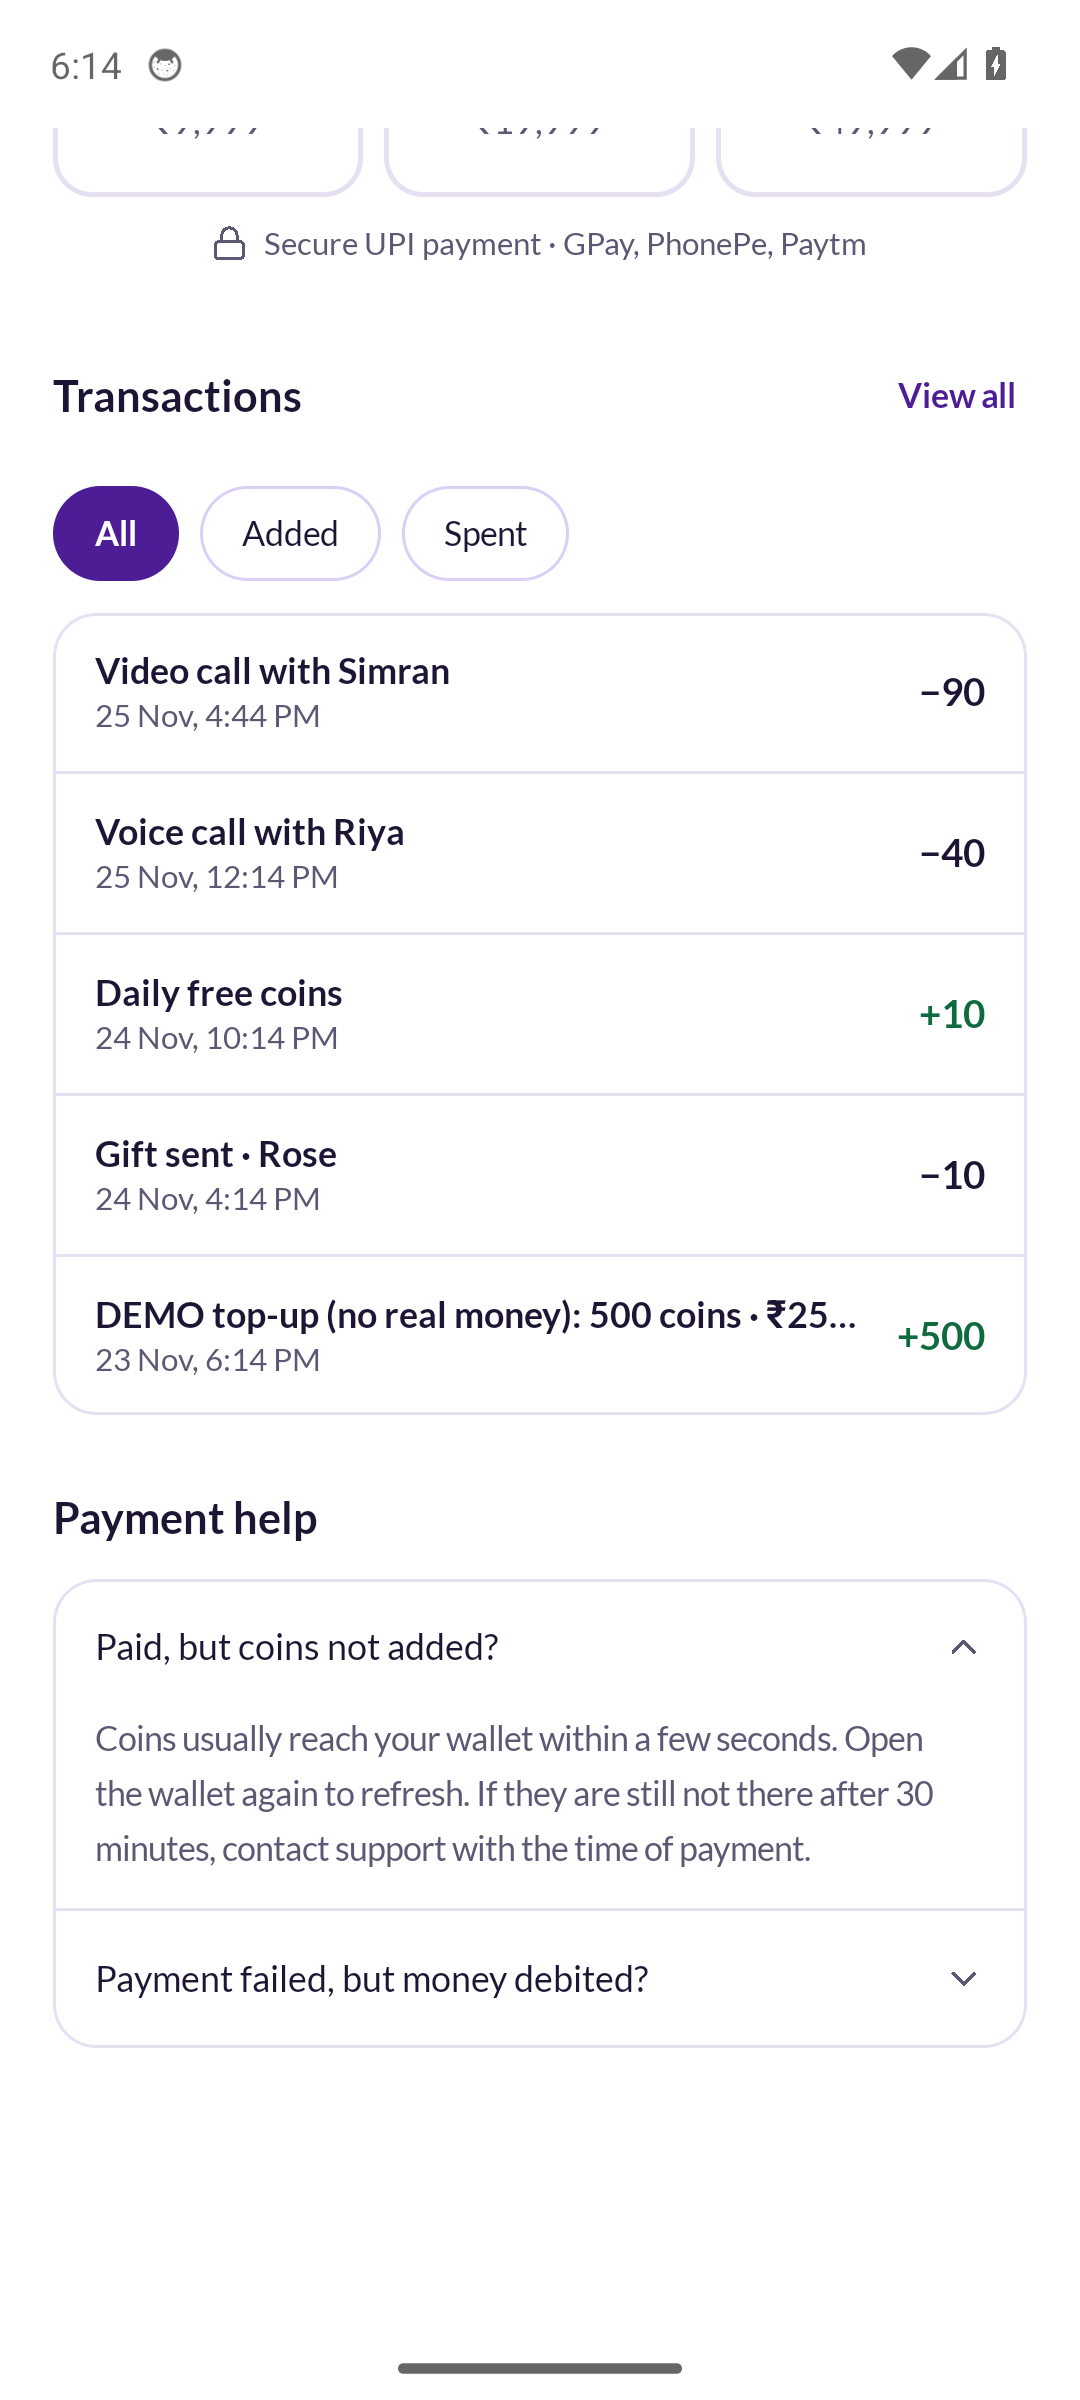 6:14
Secure UPI payment · GPay, PhonePe, Paytm
Transactions
View all
All
Added
Spent
Video call with Simran
25 Nov, 4:44 PM
−90
Voice call with Riya
25 Nov, 12:14 PM
−40
Daily free coins
24 Nov, 10:14 PM
+10
Gift sent · Rose
24 Nov, 4:14 PM
−10
DEMO top-up (no real money): 500 coins · ₹25...
23 Nov, 6:14 PM
+500
Payment help
Paid, but coins not added?
Coins usually reach your wallet within a few seconds. Open
the wallet again to refresh. If they are still not there after 30
minutes, contact support with the time of payment.
Payment failed, but money debited?